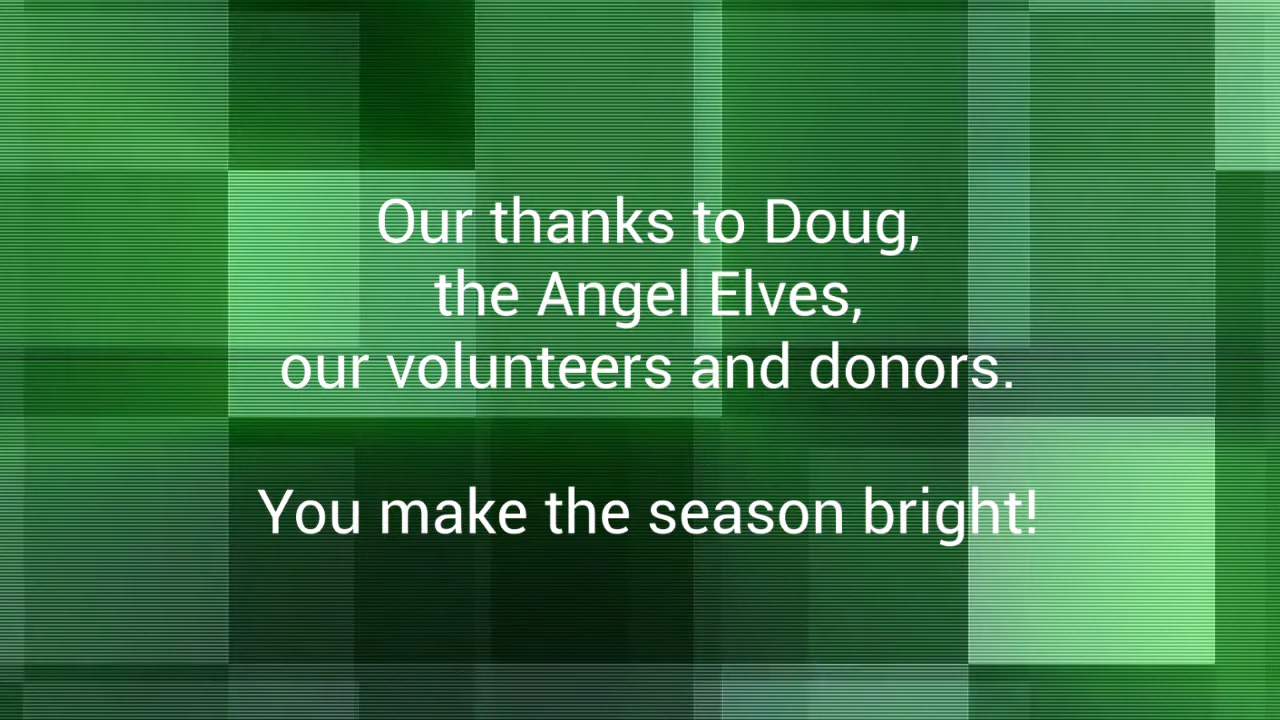 Our thanks to Doug,
the Angel Elves,
our volunteers and donors.
You make the season bright!